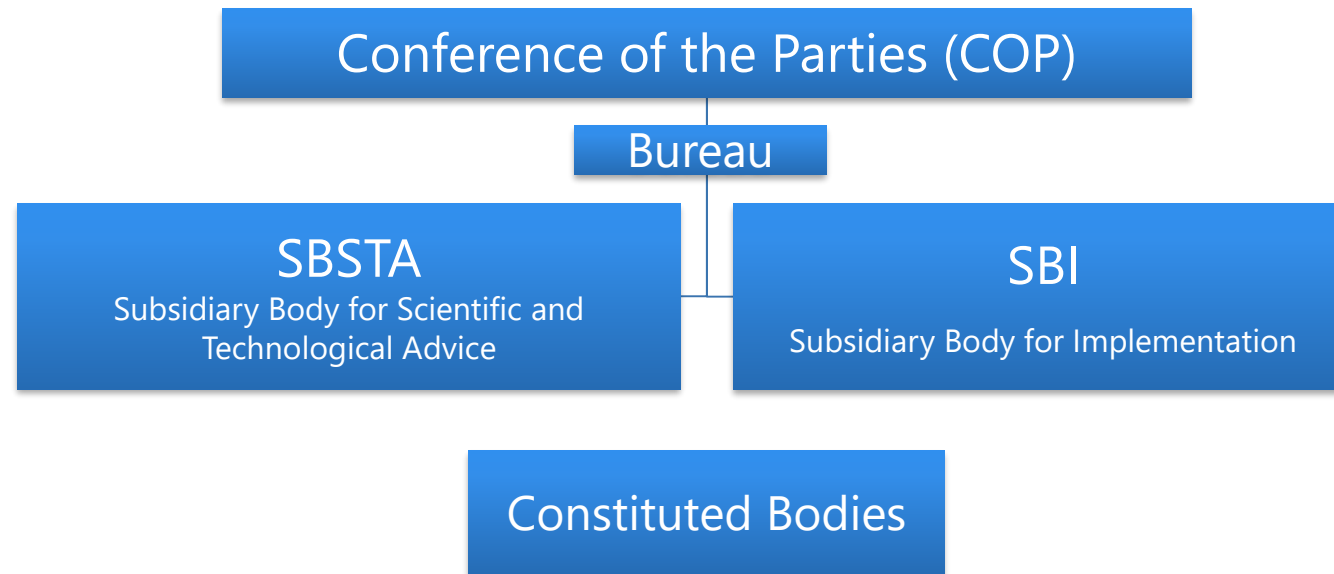 Conference of the Parties (COP)
Bureau
SBSTA
Subsidiary Body for Scientific and
Technological Advice
SBI
Subsidiary Body for Implementation
Constituted Bodies